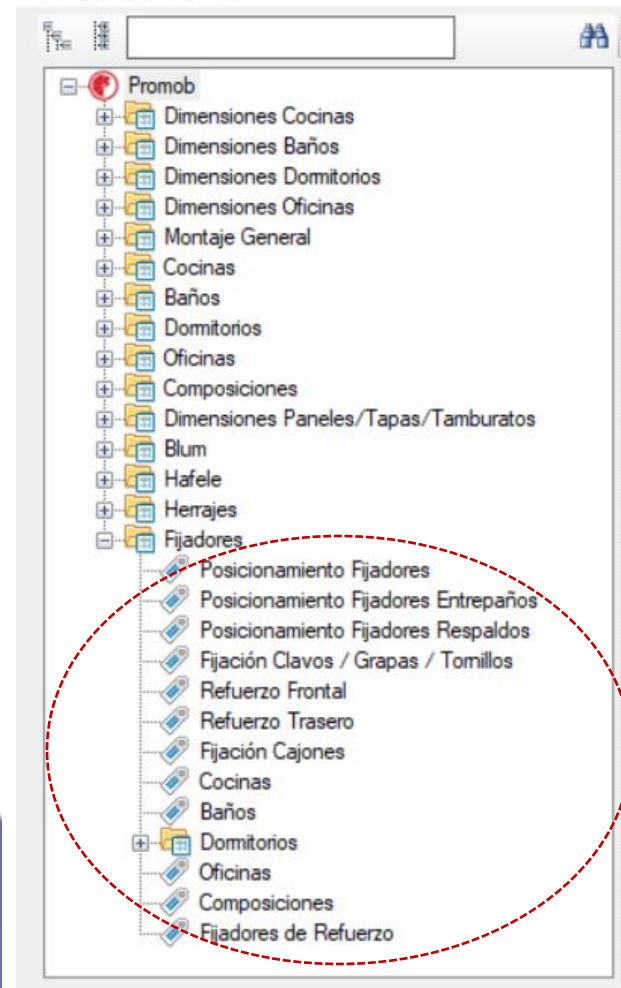 Promob
Dimensiones Cocinas
Dimensiones Baños
Dimensiones Dormitorios
Dimensiones Oficinas
Montaje General
Cocinas
Baños
Dormitorios
Oficinas
Composiciones
Dimensiones Paneles/Tapas/Tamburatos
Blum
Hafele
Herrajes
Fijadores
Posicionamiento Fijadores
Posicionamiento Fijadores Entrepaños
Posicionamiento Fijadores Respaldos
Fijación Clavos / Grapas / Tornillos
Refuerzo Frontal
Refuerzo Trasero
Fijación Cajones
Cocinas
Baños
Dormitorios
Oficinas
Composiciones
Fijadores de Refuerzo